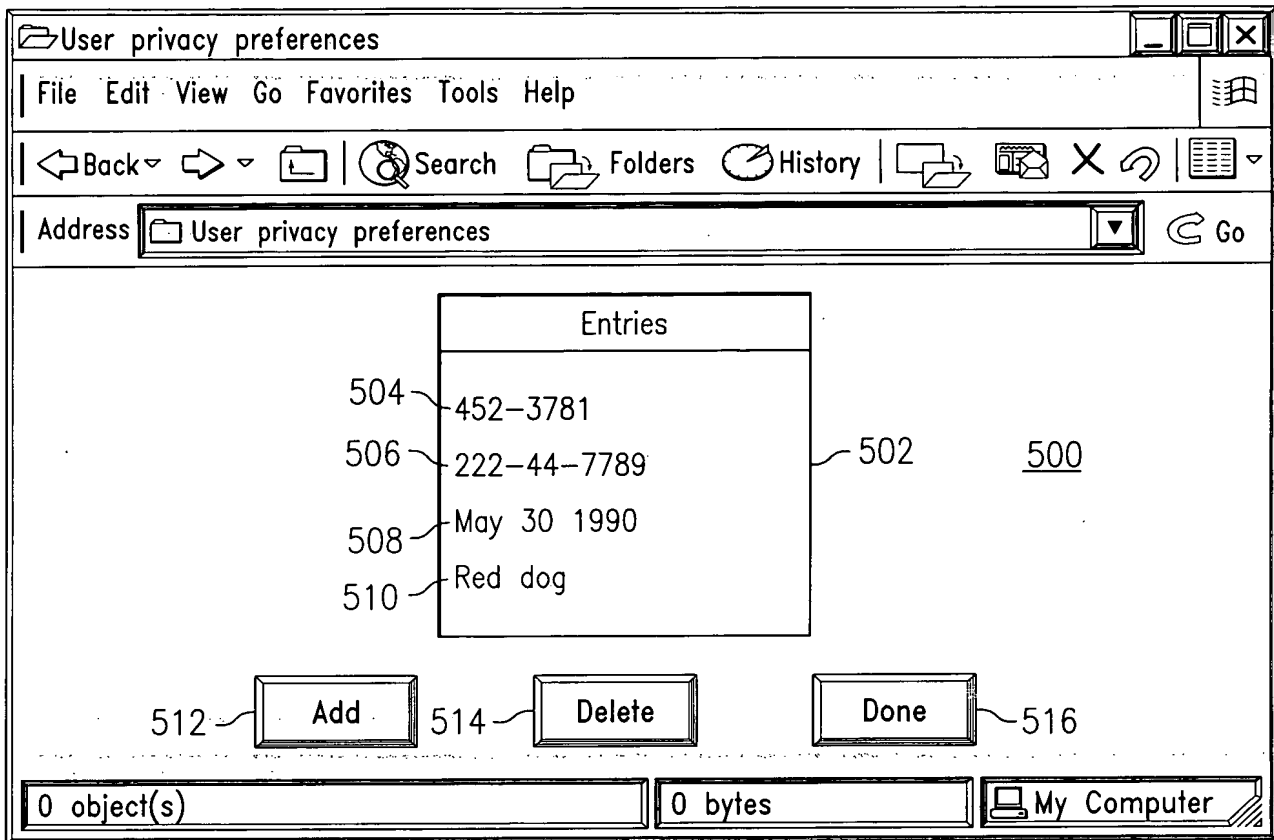 User privacy preferences
File Edit View Go Favorites Tools Help
Back Search Folders History
Address User privacy preferences Go
Entries
504 452-3781
506 222-44-7789 502 500
508 May 30 1990
510 Red dog
512 Add 514 Delete Done 516
0 object(s) 0 bytes My Computer